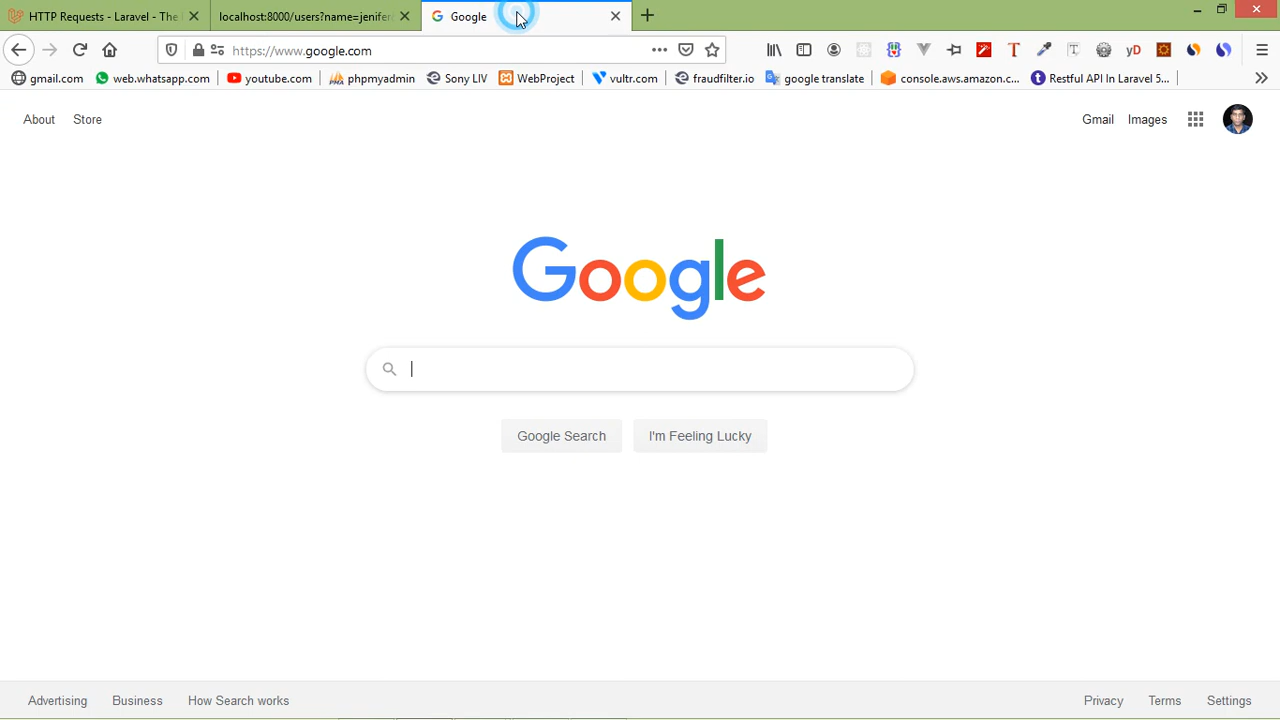 HTTP Requests - Laravel - The
localhost:8000/users?name=jenifer
Google
https://www.google.com
gmail.com
web.whatsapp.com
youtube.com
phpmyadmin
Sony LIV
WebProject
vultr.com
fraudfilter.io
google translate
console.aws.amazon.c...
Restful API In Laravel 5...
About
Store
Gmail
Images
Google
Google Search
I'm Feeling Lucky
Advertising
Business
How Search works
Privacy
Terms
Settings